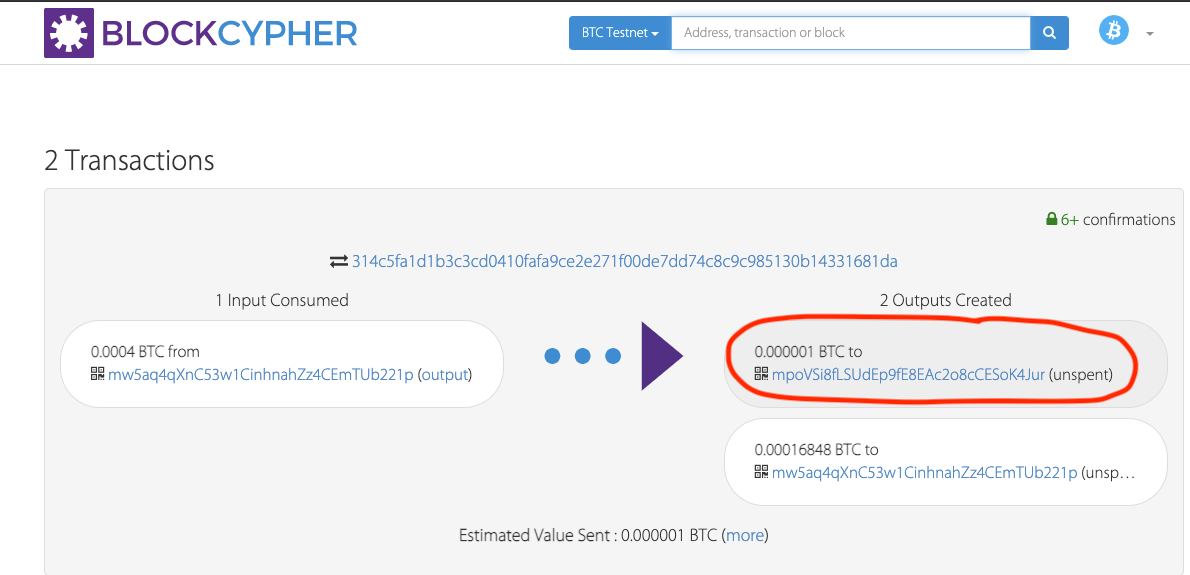 BLOCKCYPHER
BTC Testnet
Address, transaction or block
2 Transactions
6+ confirmations
314c5fa1d1b3c3cd0410fafa9ce2e271f00de7dd74c8c9c985130b14331681da
1 Input Consumed
2 Outputs Created
0.0004 BTC from
mw5aq4qXnC53w1CinhnahZz4CEmTUb221p (output)
0.000001 BTC to
mpoVSi8fLSUdEp9fE8EAc2o8cCESoK4Jur (unspent)
0.00016848 BTC to
mw5aq4qXnC53w1CinhnahZz4CEmTUb221p (unsp…
Estimated Value Sent : 0.000001 BTC (more)